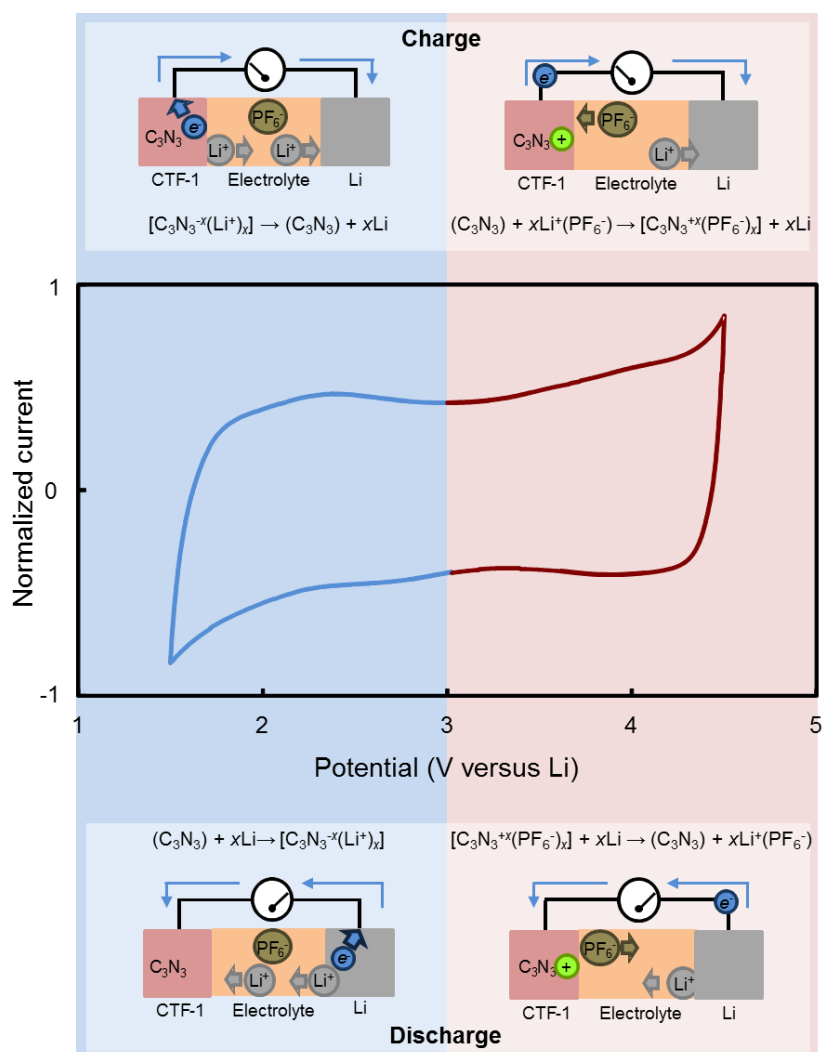 Charge
e⁻
e⁻
C₃N₃
PF₆⁻
Li⁺
Li⁺
CTF-1
Electrolyte
Li
C₃N₃
+
PF₆⁻
Li⁺
CTF-1
Electrolyte
Li
[C₃N₃⁻ˣ(Li⁺)ₓ] → (C₃N₃) + xLi
(C₃N₃) + xLi⁺(PF₆⁻) → [C₃N₃⁺ˣ(PF₆⁻)ₓ] + xLi
1
0
-1
Normalized current
1
2
3
4
5
Potential (V versus Li)
(C₃N₃) + xLi→[C₃N₃⁻ˣ(Li⁺)ₓ]
[C₃N₃⁺ˣ(PF₆⁻)ₓ] + xLi → (C₃N₃) + xLi⁺(PF₆⁻)
C₃N₃
PF₆⁻
e⁻
Li⁺
Li⁺
CTF-1
Electrolyte
Li
e⁻
C₃N₃
+
PF₆⁻
Li⁺
CTF-1
Electrolyte
Li
Discharge